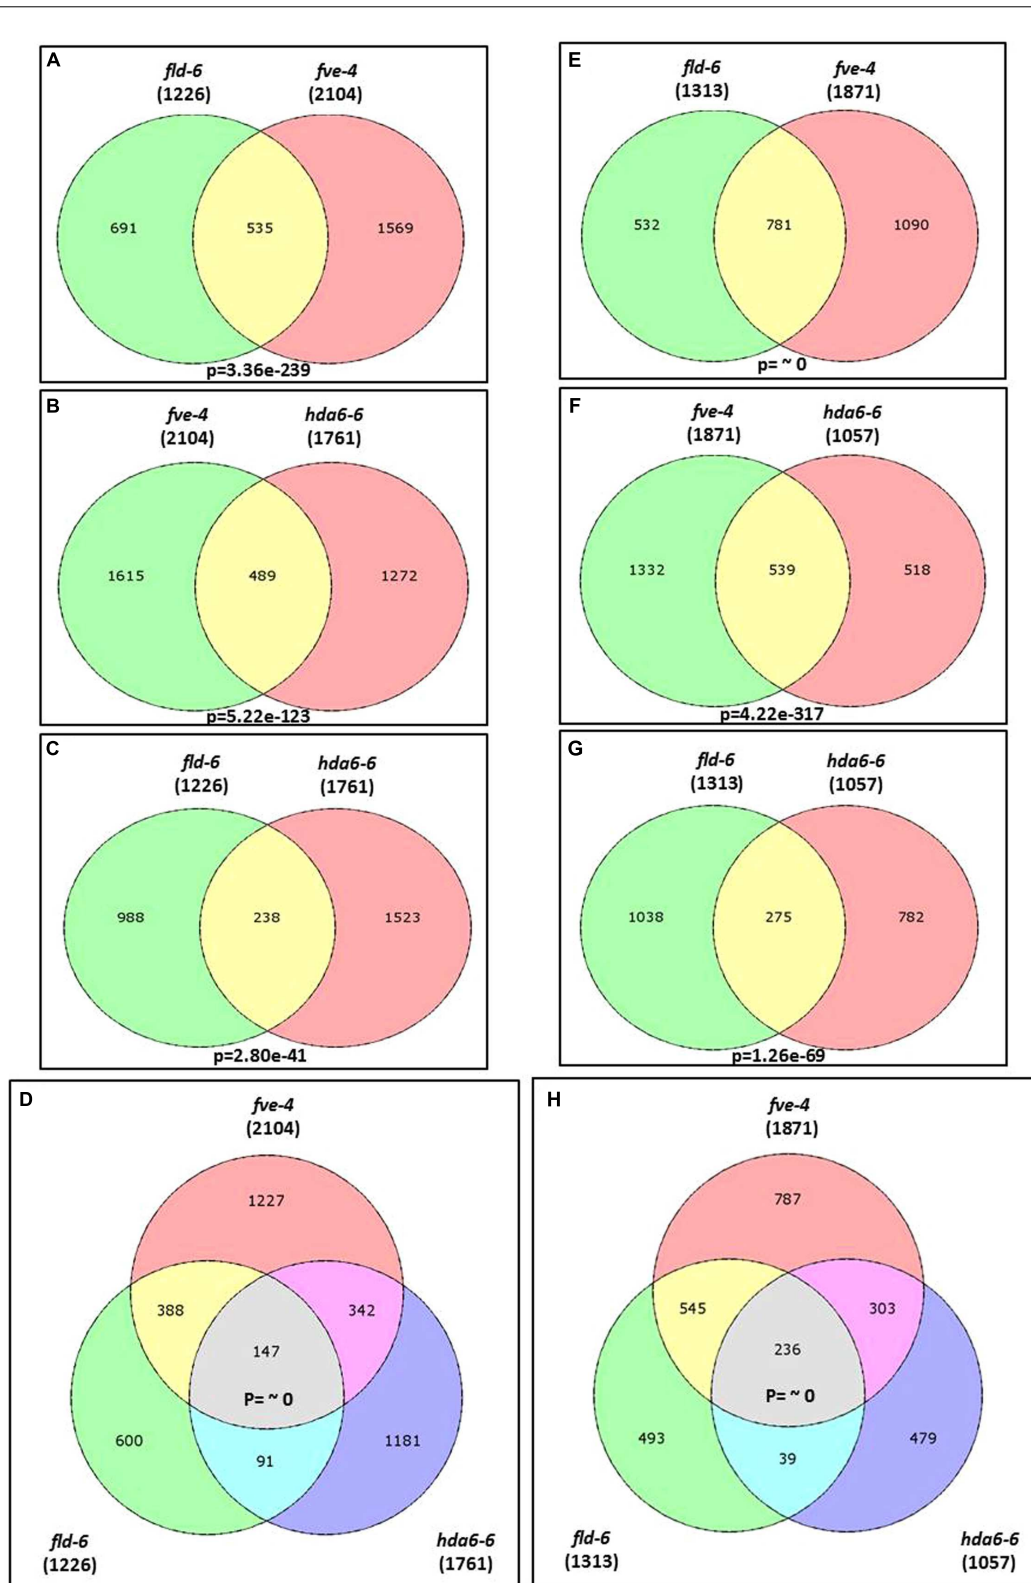 A
fld-6 fve-4
(1226) (2104)
691 535 1569
p=3.36e-239
B
fve-4 hda6-6
(2104) (1761)
1615 489 1272
p=5.22e-123
C
fld-6 hda6-6
(1226) (1761)
988 238 1523
p=2.80e-41
D
fve-4
(2104)
1227
388 342
147
P= ~ 0
600 1181
91
fld-6 hda6-6
(1226) (1761)
E
fld-6 fve-4
(1313) (1871)
532 781 1090
p= ~ 0
F
fve-4 hda6-6
(1871) (1057)
1332 539 518
p=4.22e-317
G
fld-6 hda6-6
(1313) (1057)
1038 275 782
p=1.26e-69
H
fve-4
(1871)
787
545 303
236
P= ~ 0
493 479
39
fld-6 hda6-6
(1313) (1057)